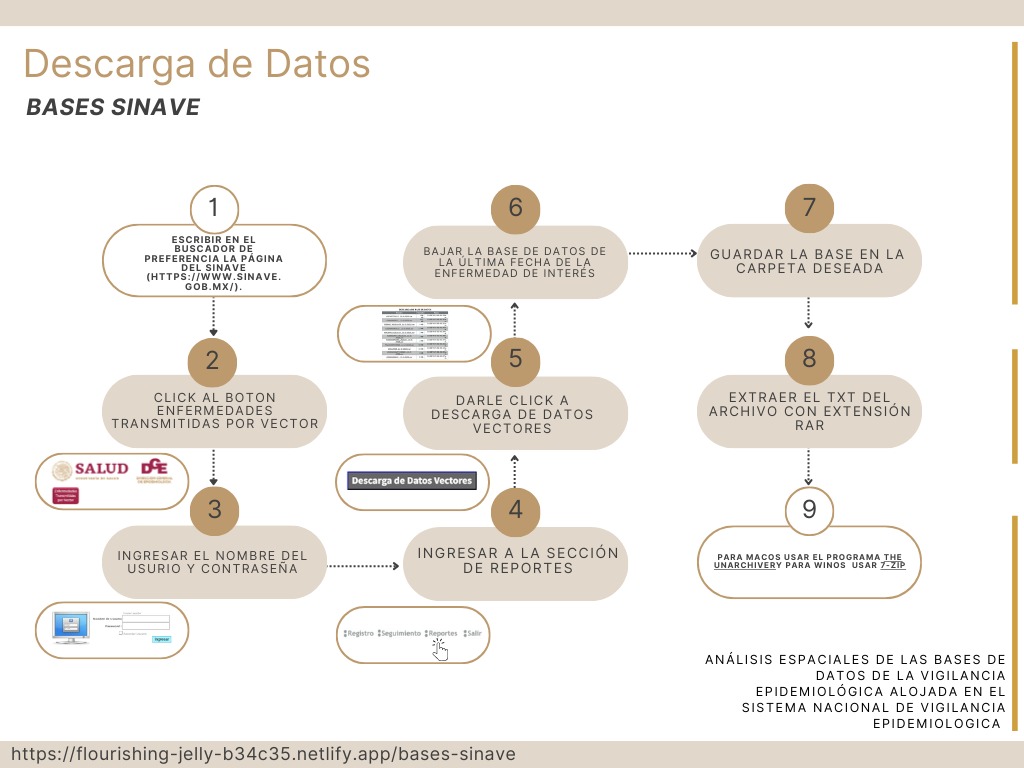 Descarga de Datos
BASES SINAVE
1
ESCRIBIR EN EL
BUSCADOR DE
PREFERENCIA LA PÁGINA
DEL SINAVE
(HTTPS://WWW.SINAVE.
GOB.MX/).
2
CLICK AL BOTON
ENFERMEDADES
TRANSMITIDAS POR VECTOR
SALUD
DGE
3
INGRESAR EL NOMBRE DEL
USURIO Y CONTRASEÑA
4
INGRESAR A LA SECCIÓN
DE REPORTES
Registro Seguimiento Reportes Salir
5
DARLE CLICK A
DESCARGA DE DATOS
VECTORES
Descarga de Datos Vectores
6
BAJAR LA BASE DE DATOS DE
LA ÚLTIMA FECHA DE LA
ENFERMEDAD DE INTERÉS
7
GUARDAR LA BASE EN LA
CARPETA DESEADA
8
EXTRAER EL TXT DEL
ARCHIVO CON EXTENSIÓN
RAR
9
PARA MACOS USAR EL PROGRAMA THE
UNARCHIVERY PARA WINOS USAR 7-ZIP
ANÁLISIS ESPACIALES DE LAS BASES DE
DATOS DE LA VIGILANCIA
EPIDEMIOLÓGICA ALOJADA EN EL
SISTEMA NACIONAL DE VIGILANCIA
EPIDEMIOLOGICA
https://flourishing-jelly-b34c35.netlify.app/bases-sinave